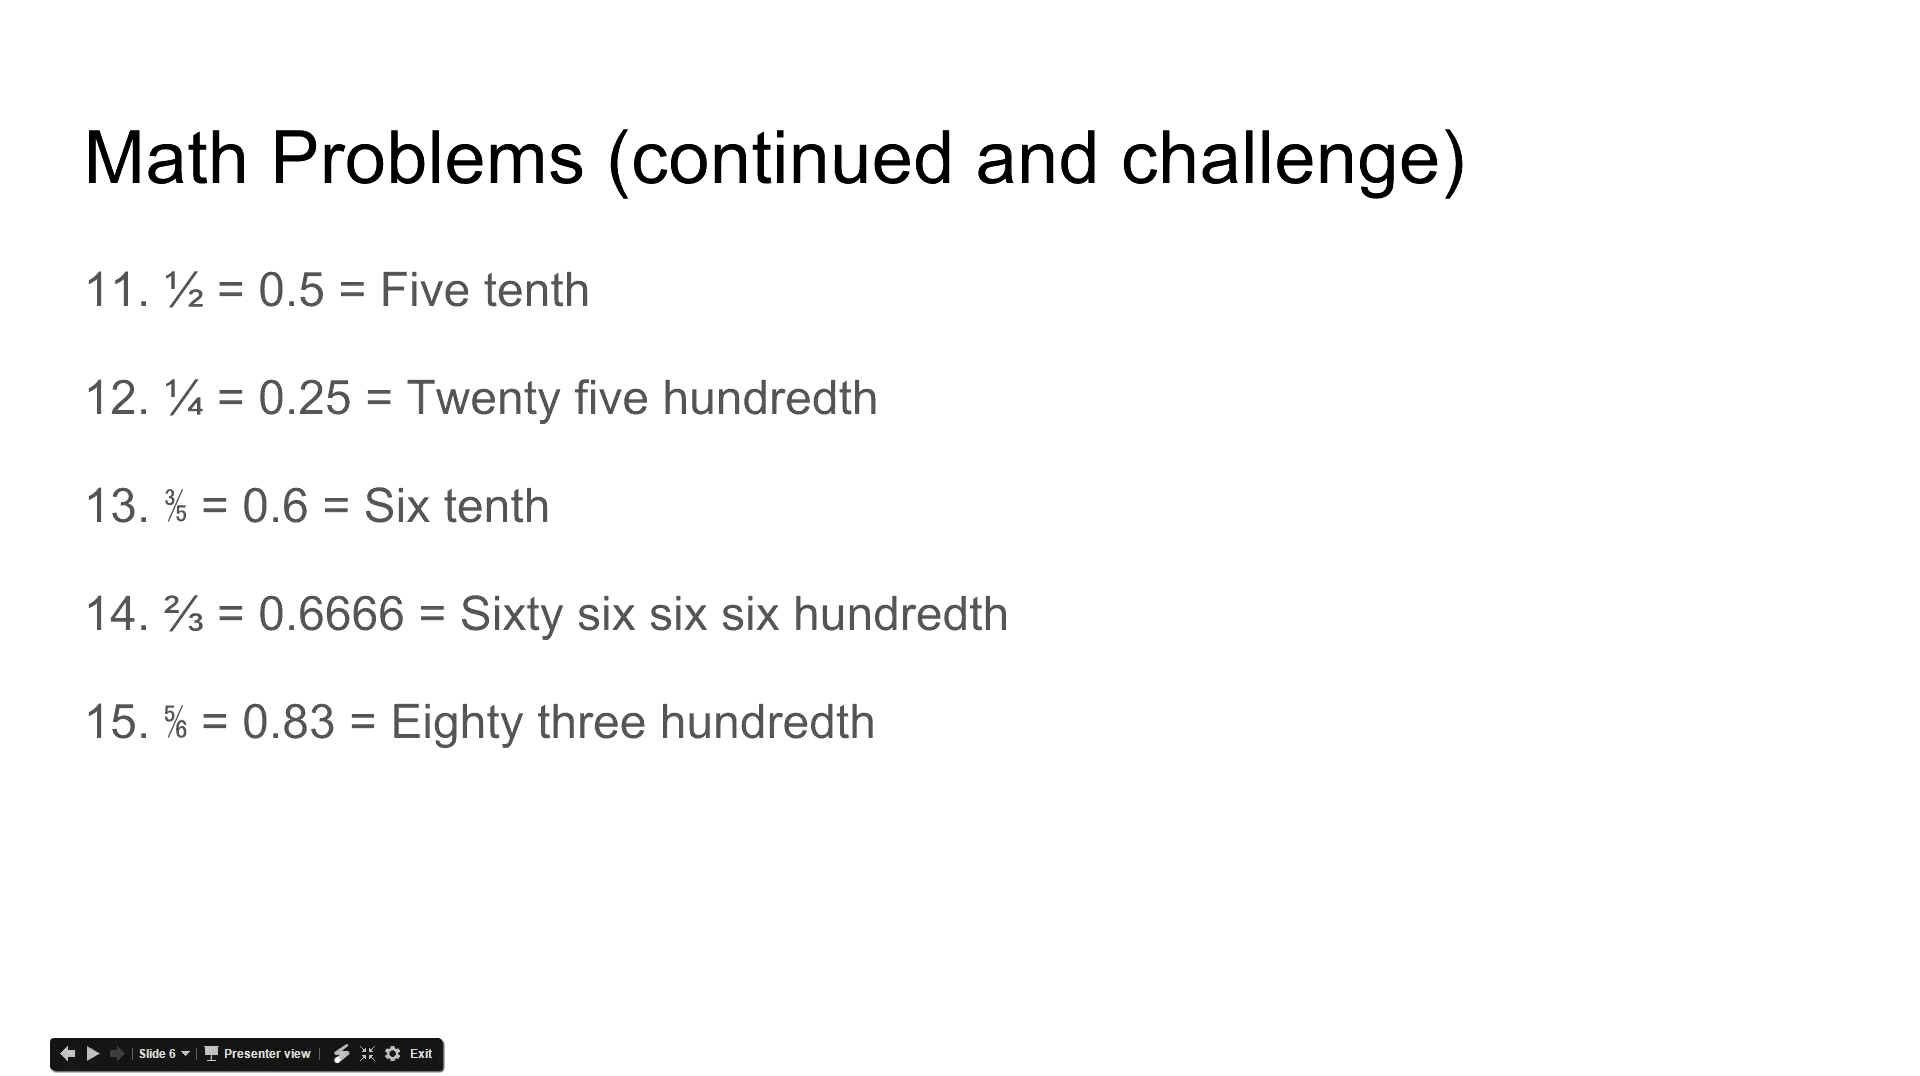 Math Problems (continued and challenge)
11. ½ = 0.5 = Five tenth
12. ¼ = 0.25 = Twenty five hundredth
13. ⅗ = 0.6 = Six tenth
14. ⅔ = 0.6666 = Sixty six six six hundredth
15. ⅚ = 0.83 = Eighty three hundredth
Slide 6 Presenter view Exit